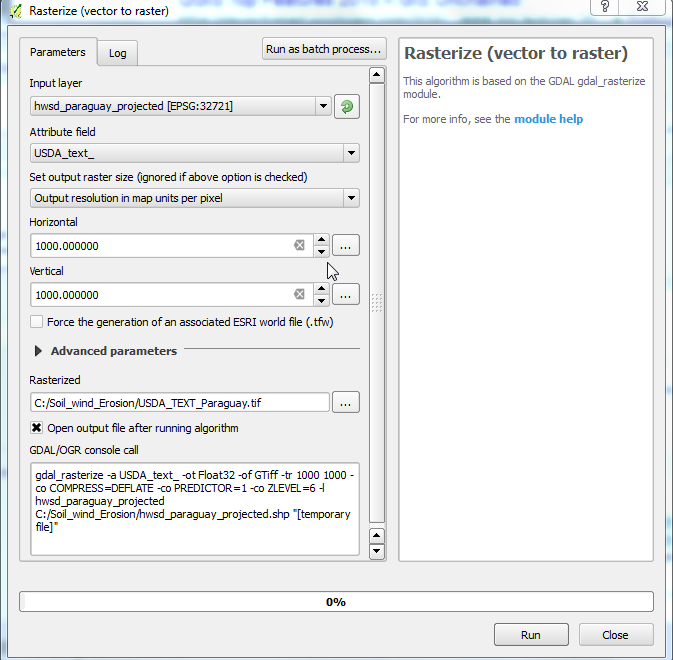 Rasterize (vector to raster)
Parameters
Log
Run as batch process...
Input layer
hwsd_paraguay_projected [EPSG:32721]
Attribute field
USDA_text_
Set output raster size (ignored if above option is checked)
Output resolution in map units per pixel
Horizontal
1000.000000
...
Vertical
1000.000000
...
Force the generation of an associated ESRI world file (.tfw)
Advanced parameters
Rasterized
C:/Soil_wind_Erosion/USDA_TEXT_Paraguay.tif
...
Open output file after running algorithm
GDAL/OGR console call
gdal_rasterize -a USDA_text_ -ot Float32 -of GTiff -tr 1000 1000 -
co COMPRESS=DEFLATE -co PREDICTOR=1 -co ZLEVEL=6 -l
hwsd_paraguay_projected
C:/Soil_wind_Erosion/hwsd_paraguay_projected.shp "[temporary
file]"
Rasterize (vector to raster)
This algorithm is based on the GDAL gdal_rasterize
module.
For more info, see the module help
0%
Run
Close